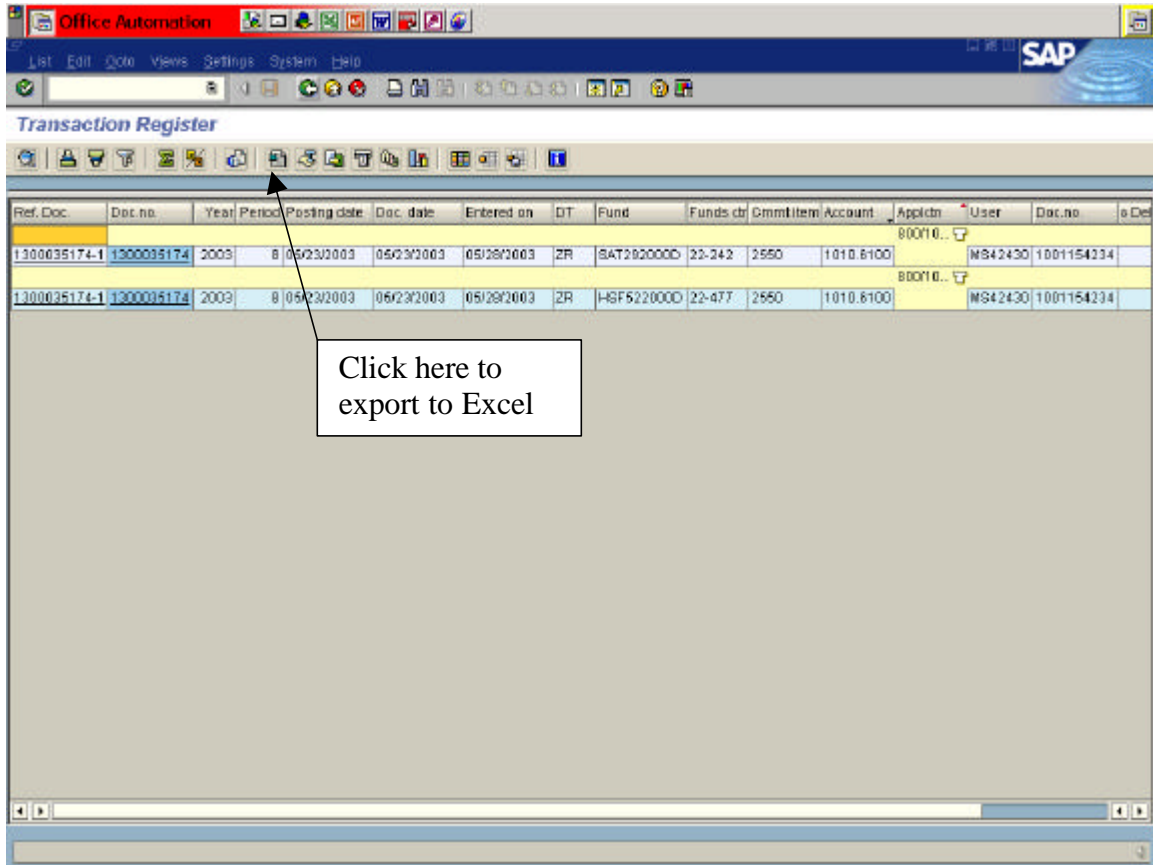 Office Automation
List Edit Goto Views Settings System Help
SAP
Transaction Register
Ref. Doc. Doc.no. Year Period Posting date Doc. date Entered on DT Fund Funds ctr Cmmt item Account Applctn User Doc.no o Del
800/10..
1300035174-1 1300035174 2003 8 05/23/2003 05/23/2003 05/29/2003 ZR SAT292000D 22-242 2550 1010.6100 MS42430 1001154234
800/10..
1300035174-1 1300035174 2003 8 05/23/2003 05/23/2003 05/29/2003 ZR HGF522000D 22-477 2550 1010.6100 MS42430 1001154234
Click here to
export to Excel